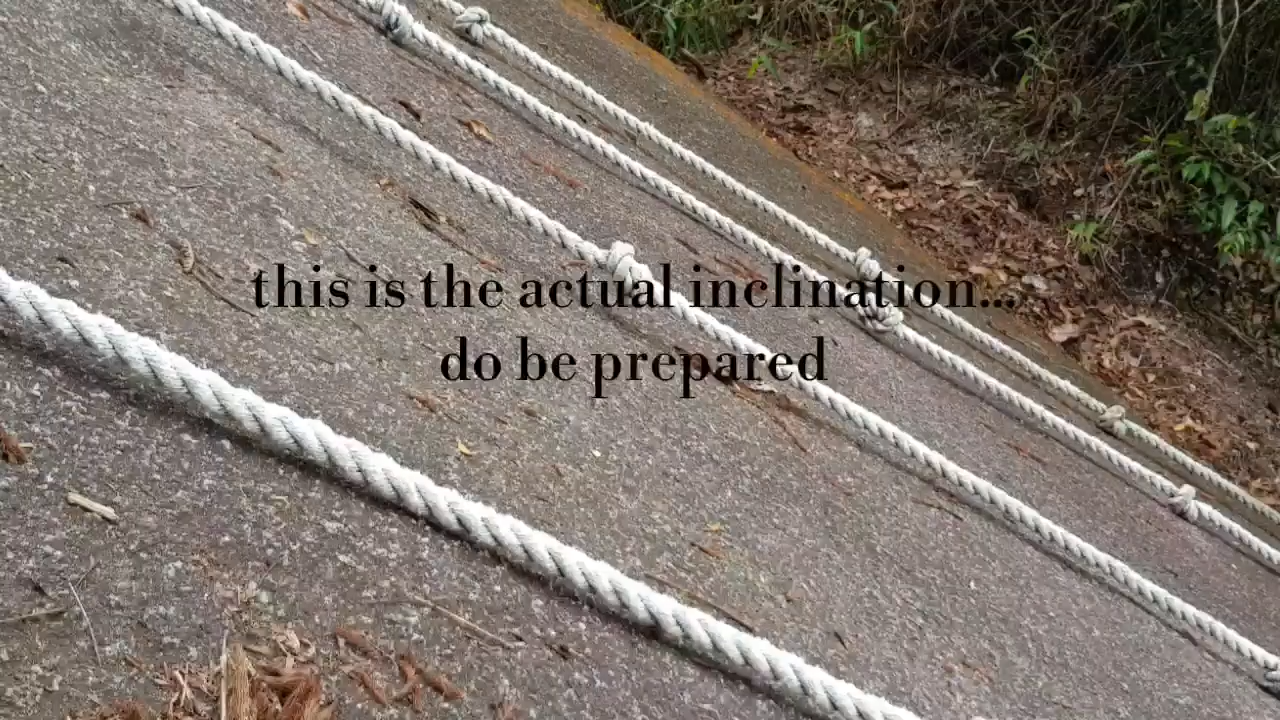 this is the actual inclination...
do be prepared